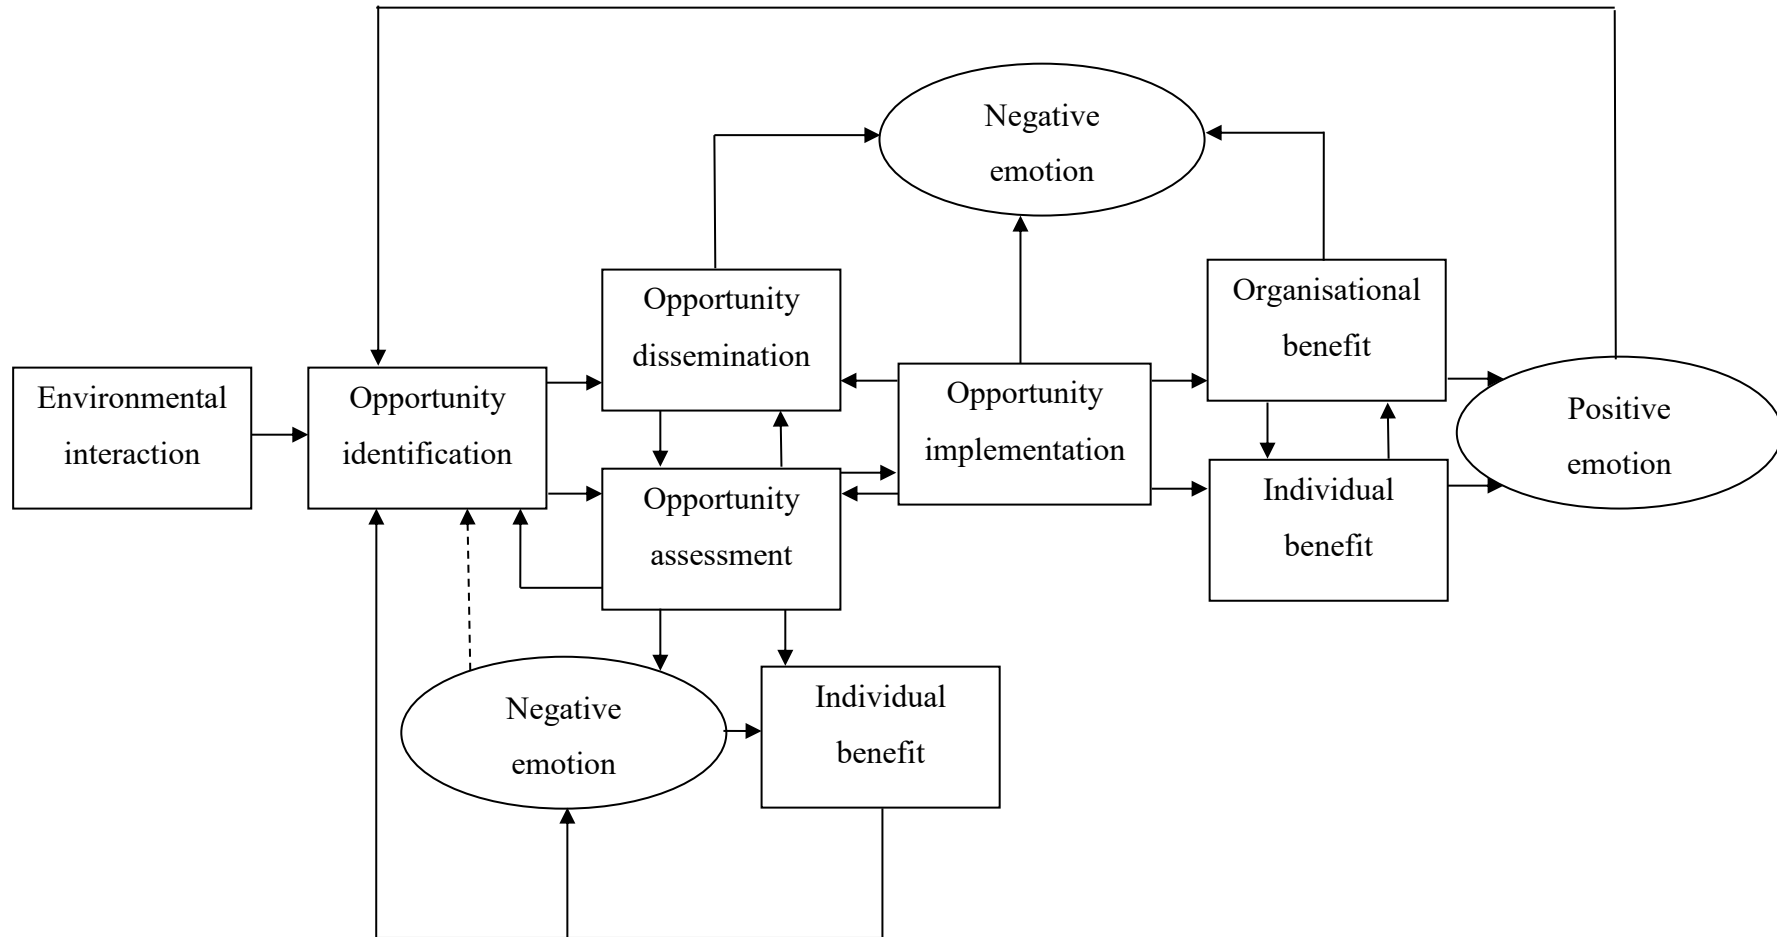 Negative
emotion
Opportunity
dissemination
Organisational
benefit
Environmental
interaction
Opportunity
identification
Opportunity
implementation
Positive
emotion
Opportunity
assessment
Individual
benefit
Negative
emotion
Individual
benefit